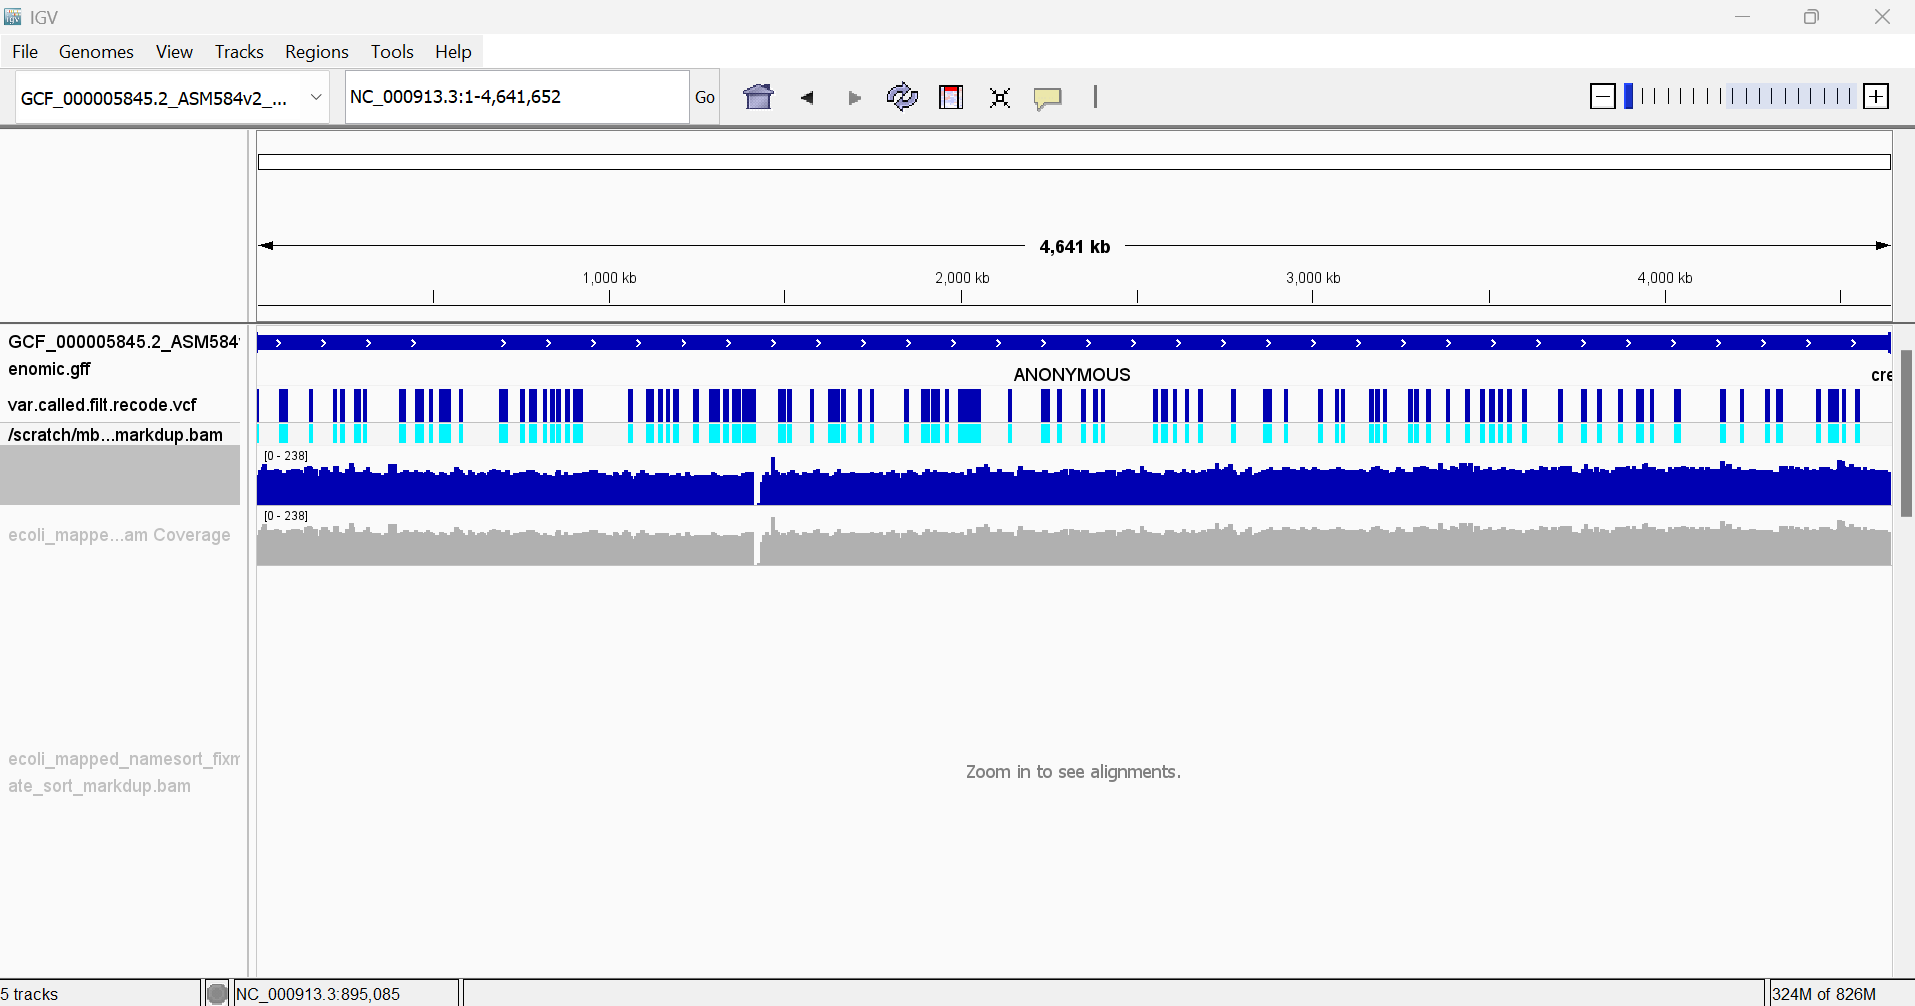 IGV
File Genomes View Tracks Regions Tools Help
GCF_000005845.2_ASM584v2_... NC_000913.3:1-4,641,652 Go
4,641 kb
1,000 kb 2,000 kb 3,000 kb 4,000 kb
GCF_000005845.2_ASM584
enomic.gff
ANONYMOUS cre
var.called.filt.recode.vcf
/scratch/mb...markdup.bam
[0 - 238]
[0 - 238]
ecoli_mappe...am Coverage
ecoli_mapped_namesort_fixm
ate_sort_markdup.bam
Zoom in to see alignments.
5 tracks NC_000913.3:895,085 324M of 826M